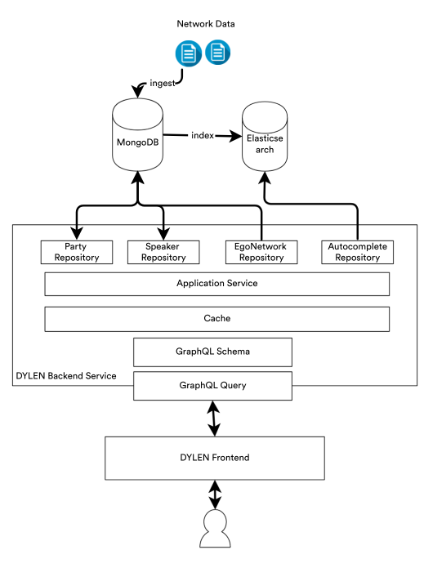 Network Data
ingest
MongoDB
index
Elasticse
arch
Party
Repository
Speaker
Repository
EgoNetwork
Repository
Autocomplete
Repository
Application Service
Cache
GraphQL Schema
DYLEN Backend Service
GraphQL Query
DYLEN Frontend